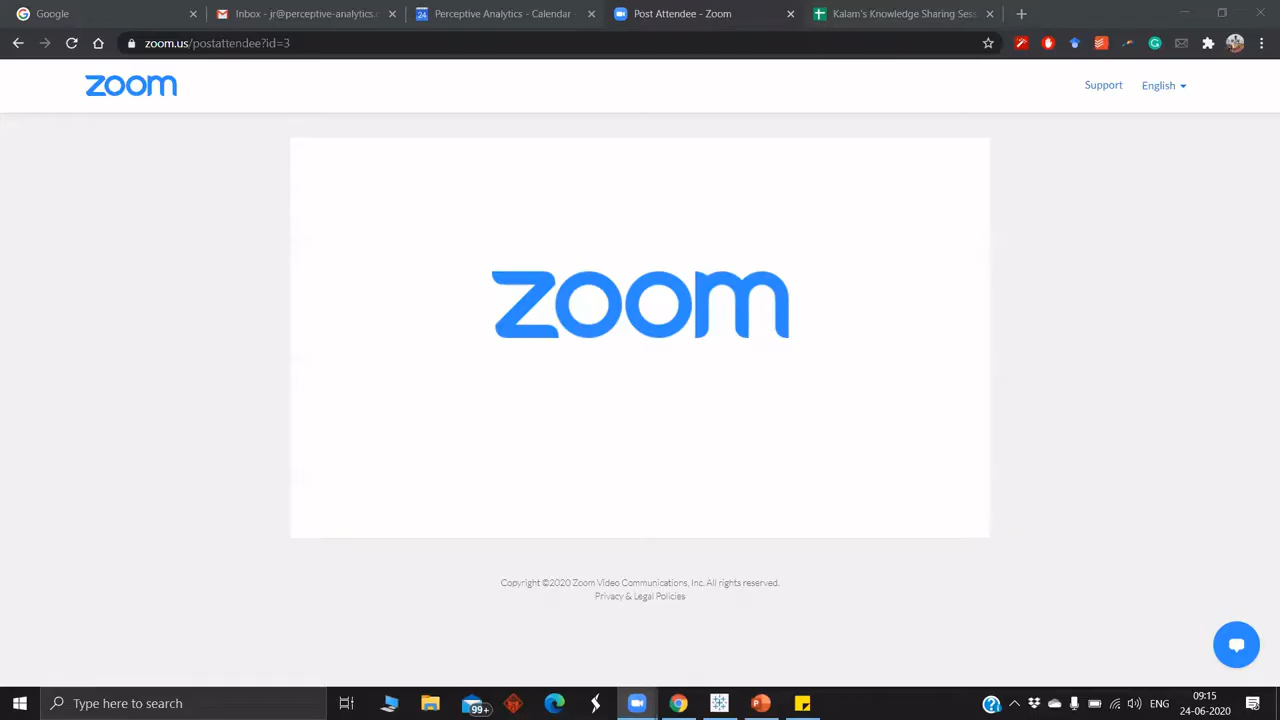 Google
Inbox - jr@perceptive-analytics.c
Perceptive Analytics - Calendar
Post Attendee - Zoom
Kalam's Knowledge Sharing Sess
zoom.us/postattendee?id=3
zoom
Support
English
zoom
Copyright ©2020 Zoom Video Communications, Inc. All rights reserved.
Privacy & Legal Policies
Type here to search
99+
ENG
09:15
24-06-2020
24